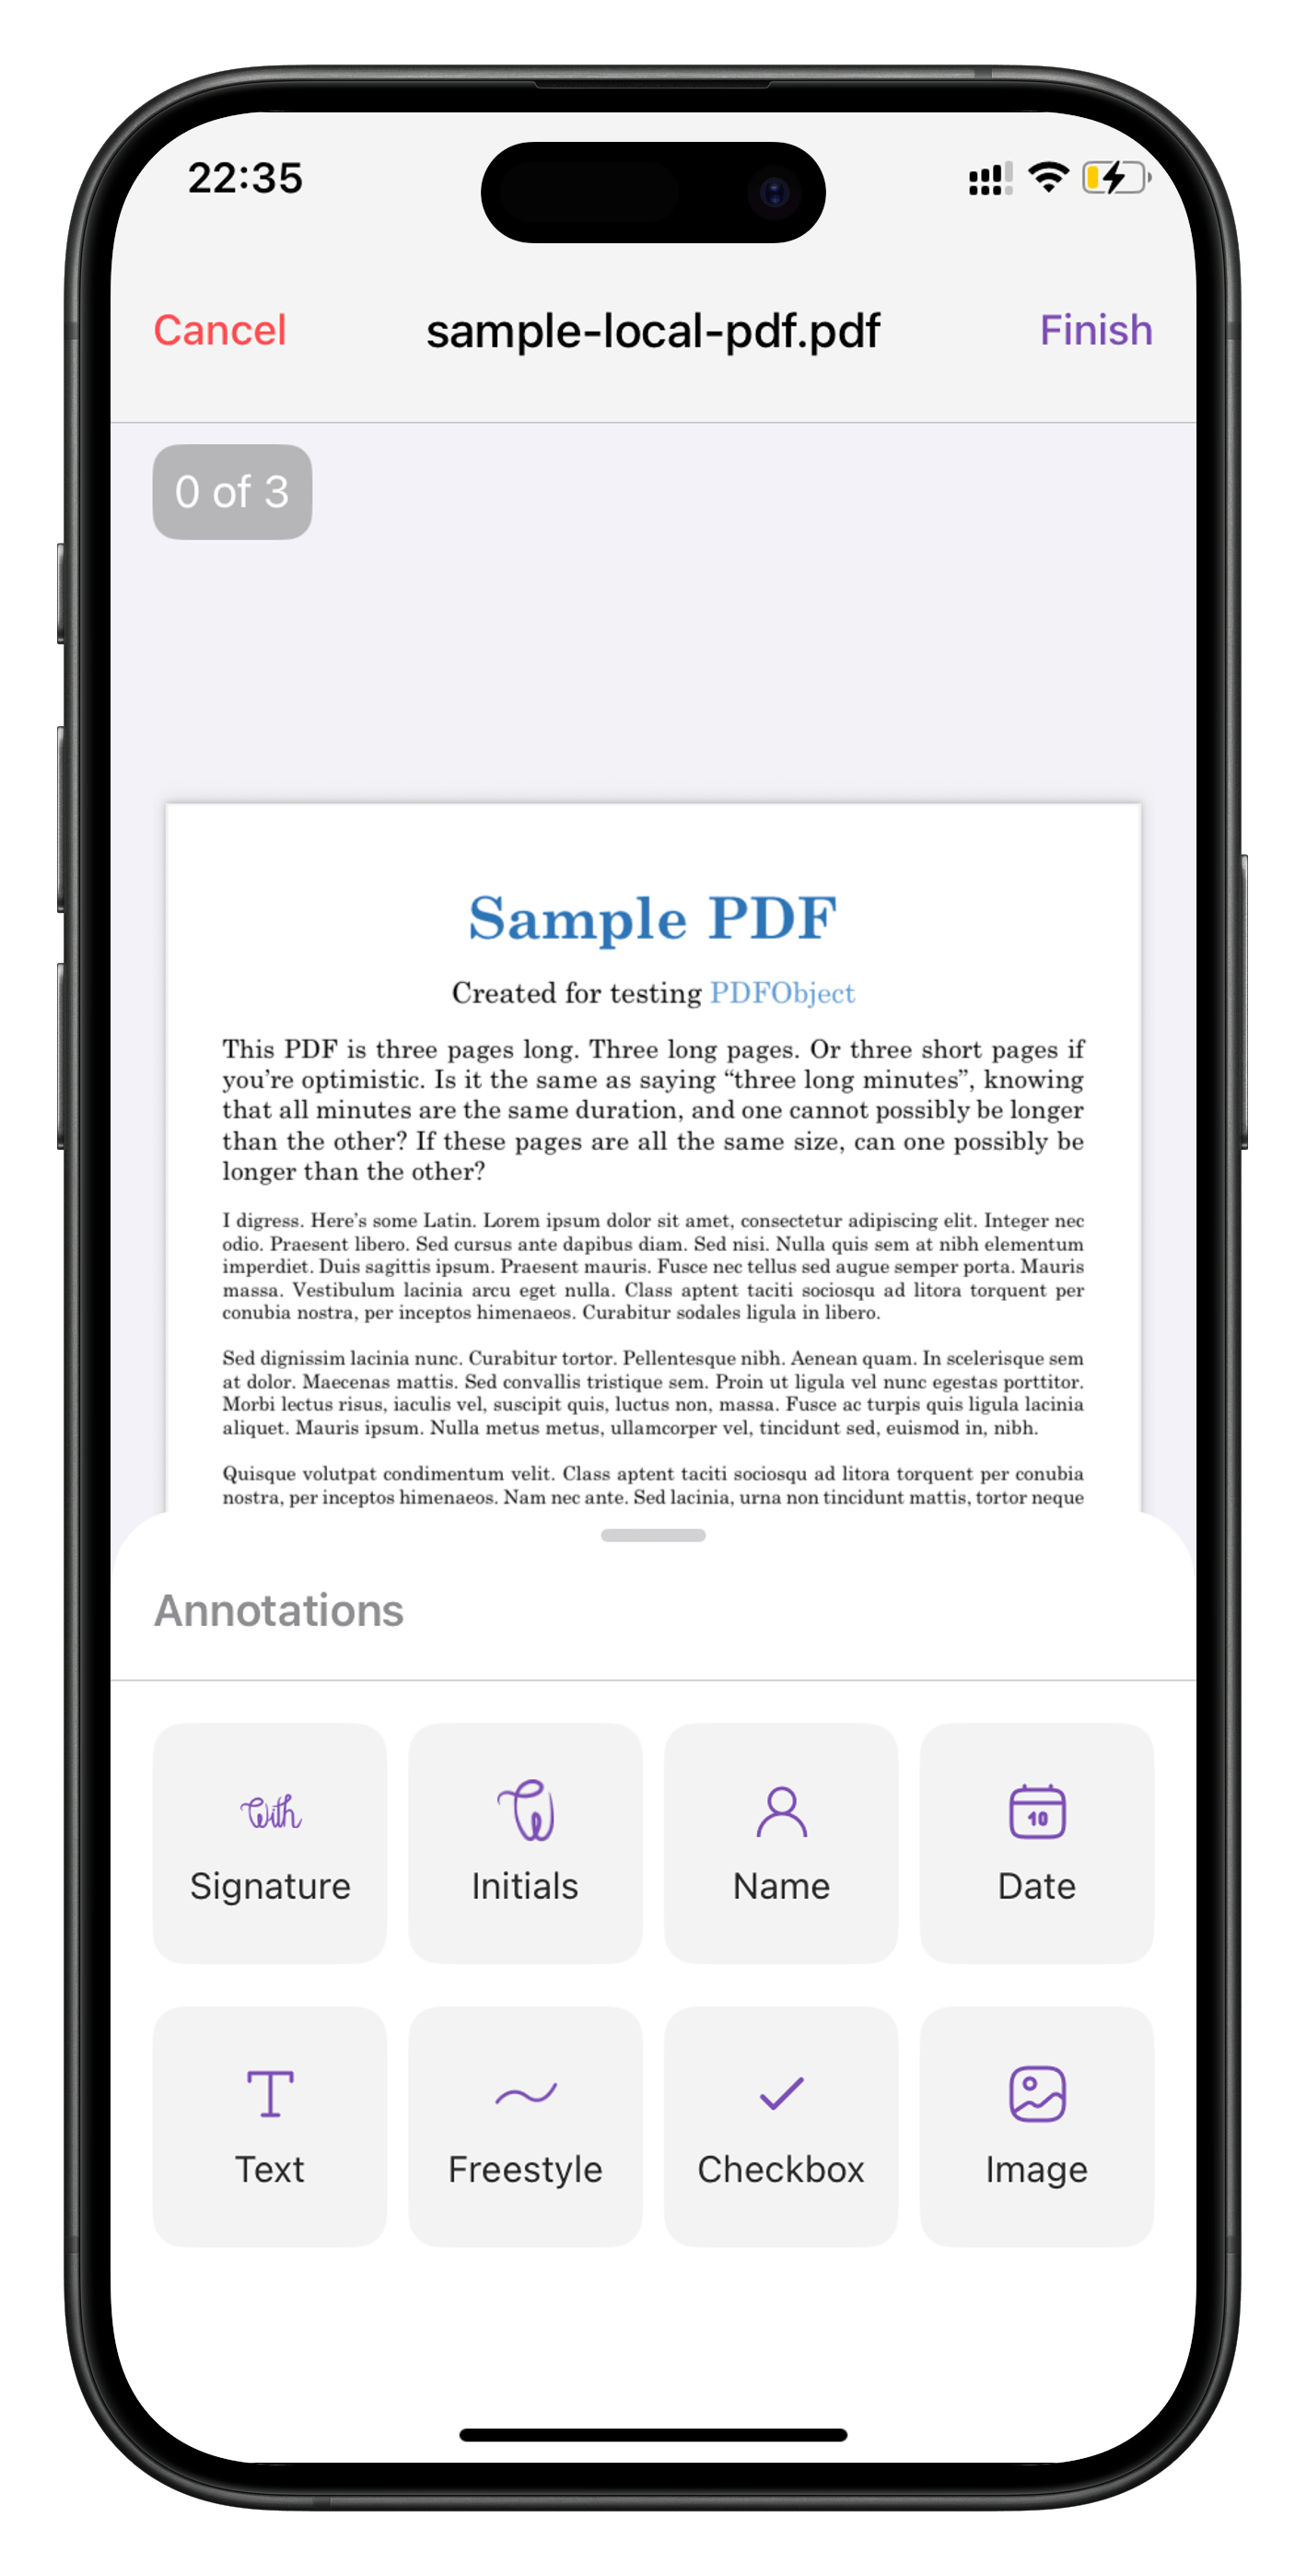 22:35
Cancel sample-local-pdf.pdf Finish
0 of 3
Sample PDF
Created for testing PDFObject
This PDF is three pages long. Three long pages. Or three short pages if
you’re optimistic. Is it the same as saying “three long minutes”, knowing
that all minutes are the same duration, and one cannot possibly be longer
than the other? If these pages are all the same size, can one possibly be
longer than the other?
I digress. Here’s some Latin. Lorem ipsum dolor sit amet, consectetur adipiscing elit. Integer nec
odio. Praesent libero. Sed cursus ante dapibus diam. Sed nisi. Nulla quis sem at nibh elementum
imperdiet. Duis sagittis ipsum. Praesent mauris. Fusce nec tellus sed augue semper porta. Mauris
massa. Vestibulum lacinia arcu eget nulla. Class aptent taciti sociosqu ad litora torquent per
conubia nostra, per inceptos himenaeos. Curabitur sodales ligula in libero.
Sed dignissim lacinia nunc. Curabitur tortor. Pellentesque nibh. Aenean quam. In scelerisque sem
at dolor. Maecenas mattis. Sed convallis tristique sem. Proin ut ligula vel nunc egestas porttitor.
Morbi lectus risus, iaculis vel, suscipit quis, luctus non, massa. Fusce ac turpis quis ligula lacinia
aliquet. Mauris ipsum. Nulla metus metus, ullamcorper vel, tincidunt sed, euismod in, nibh.
Quisque volutpat condimentum velit. Class aptent taciti sociosqu ad litora torquent per conubia
nostra, per inceptos himenaeos. Nam nec ante. Sed lacinia, urna non tincidunt mattis, tortor neque
Annotations
With W 10
Signature Initials Name Date
T
Text Freestyle Checkbox Image